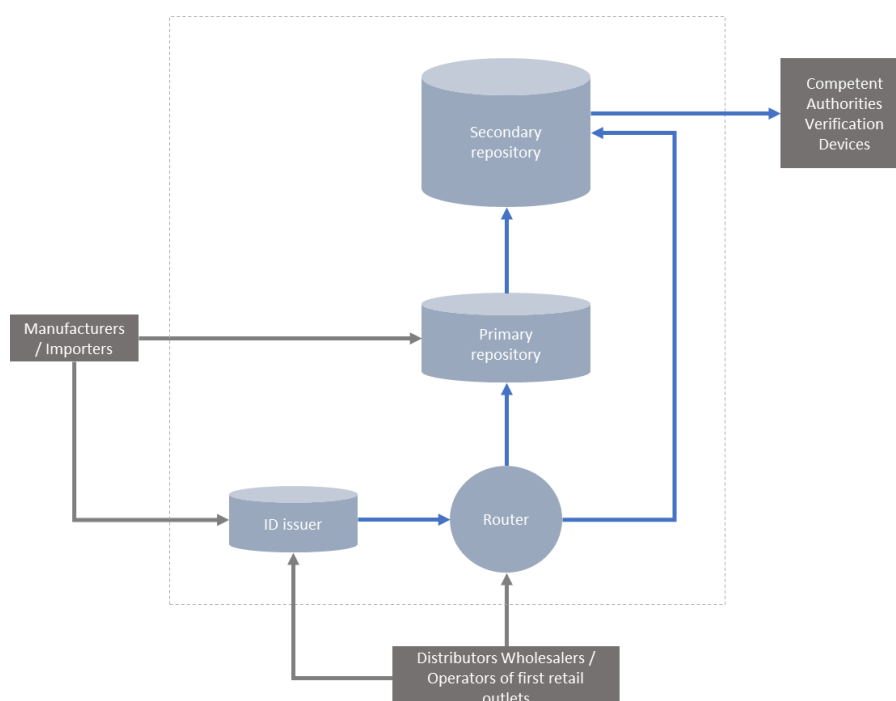 Secondary
repository
Competent
Authorities
Verification
Devices
Manufacturers
/ Importers
Primary
repository
ID issuer
Router
Distributors Wholesalers /
Operators of first retail
outlets